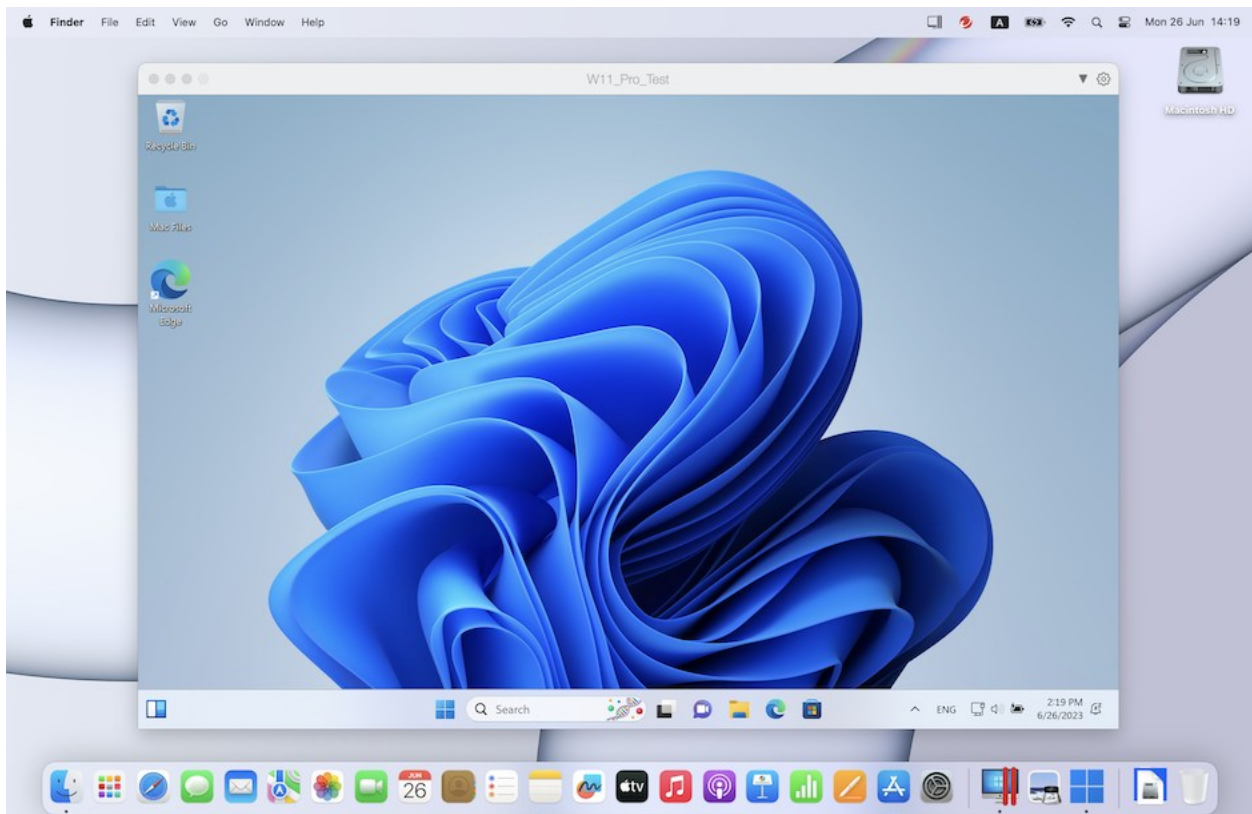 Finder File Edit View Go Window Help
A
Mon 26 Jun 14:19
W11_Pro_Test
Macintosh HD
Recycle Bin
Mac Files
Microsoft
Edge
Search
ENG
2:19 PM
6/26/2023
JUN
26
tv